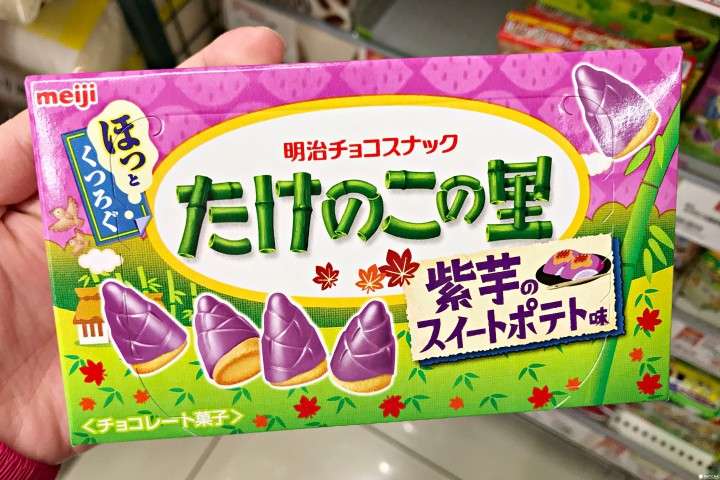 meiji
ほっと
くつろぐ
明治チョコスナック
たけのこの里
紫芋の
スイートポテト味
<チョコレート菓子>